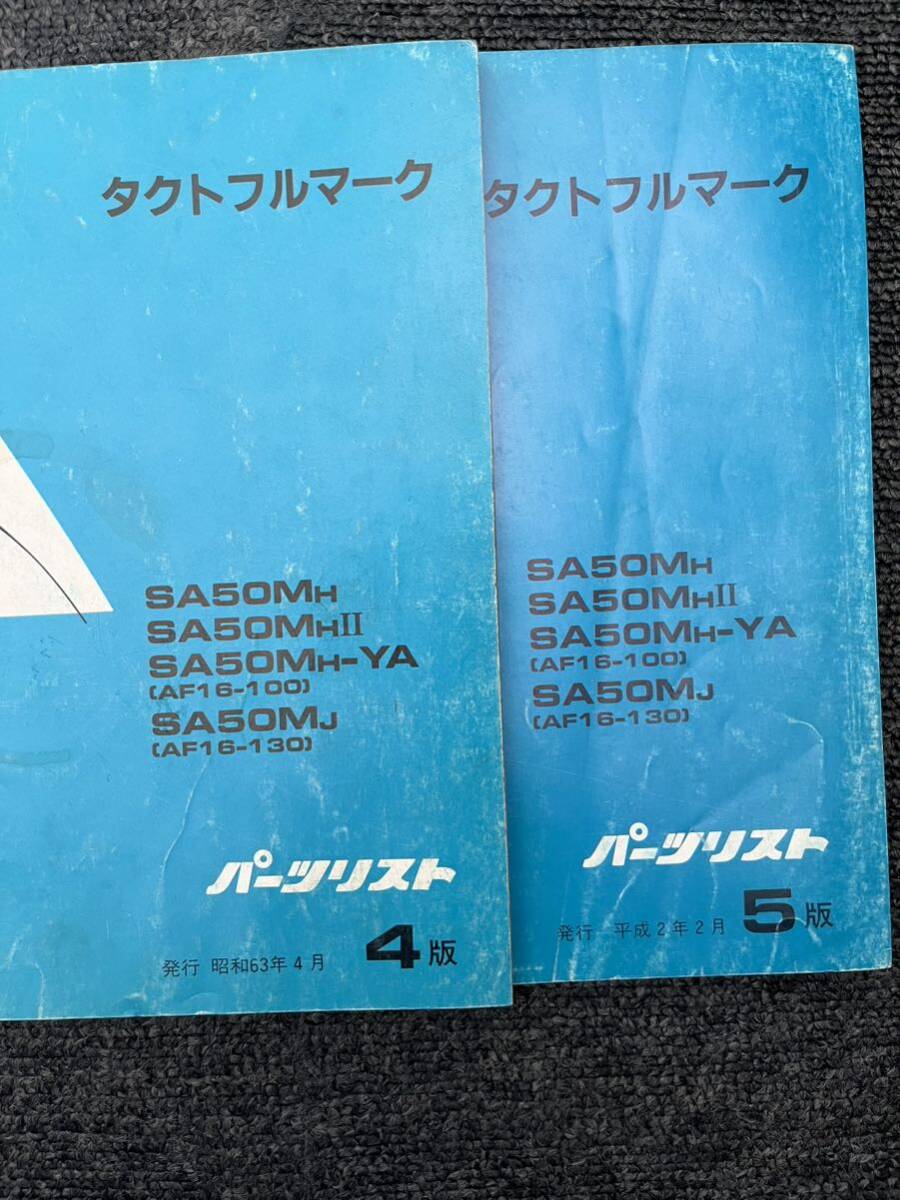 タクトフルマーク
SA50MH
SA50MHII
SA50MH-YA
(AF16-100)
SA50MJ
(AF16-130)
パーツリスト
発行 昭和63年4月 4版
タクトフルマーク
SA50MH
SA50MHII
SA50MH-YA
(AF16-100)
SA50MJ
(AF16-130)
パーツリスト
発行 平成2年2月 5版